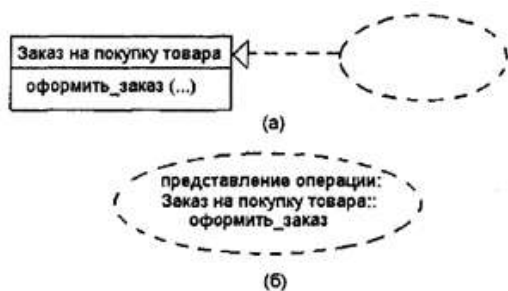 Заказ на покупку товара
оформить_заказ (...)
(а)
представление операции:
Заказ на покупку товара::
оформить_заказ
(б)